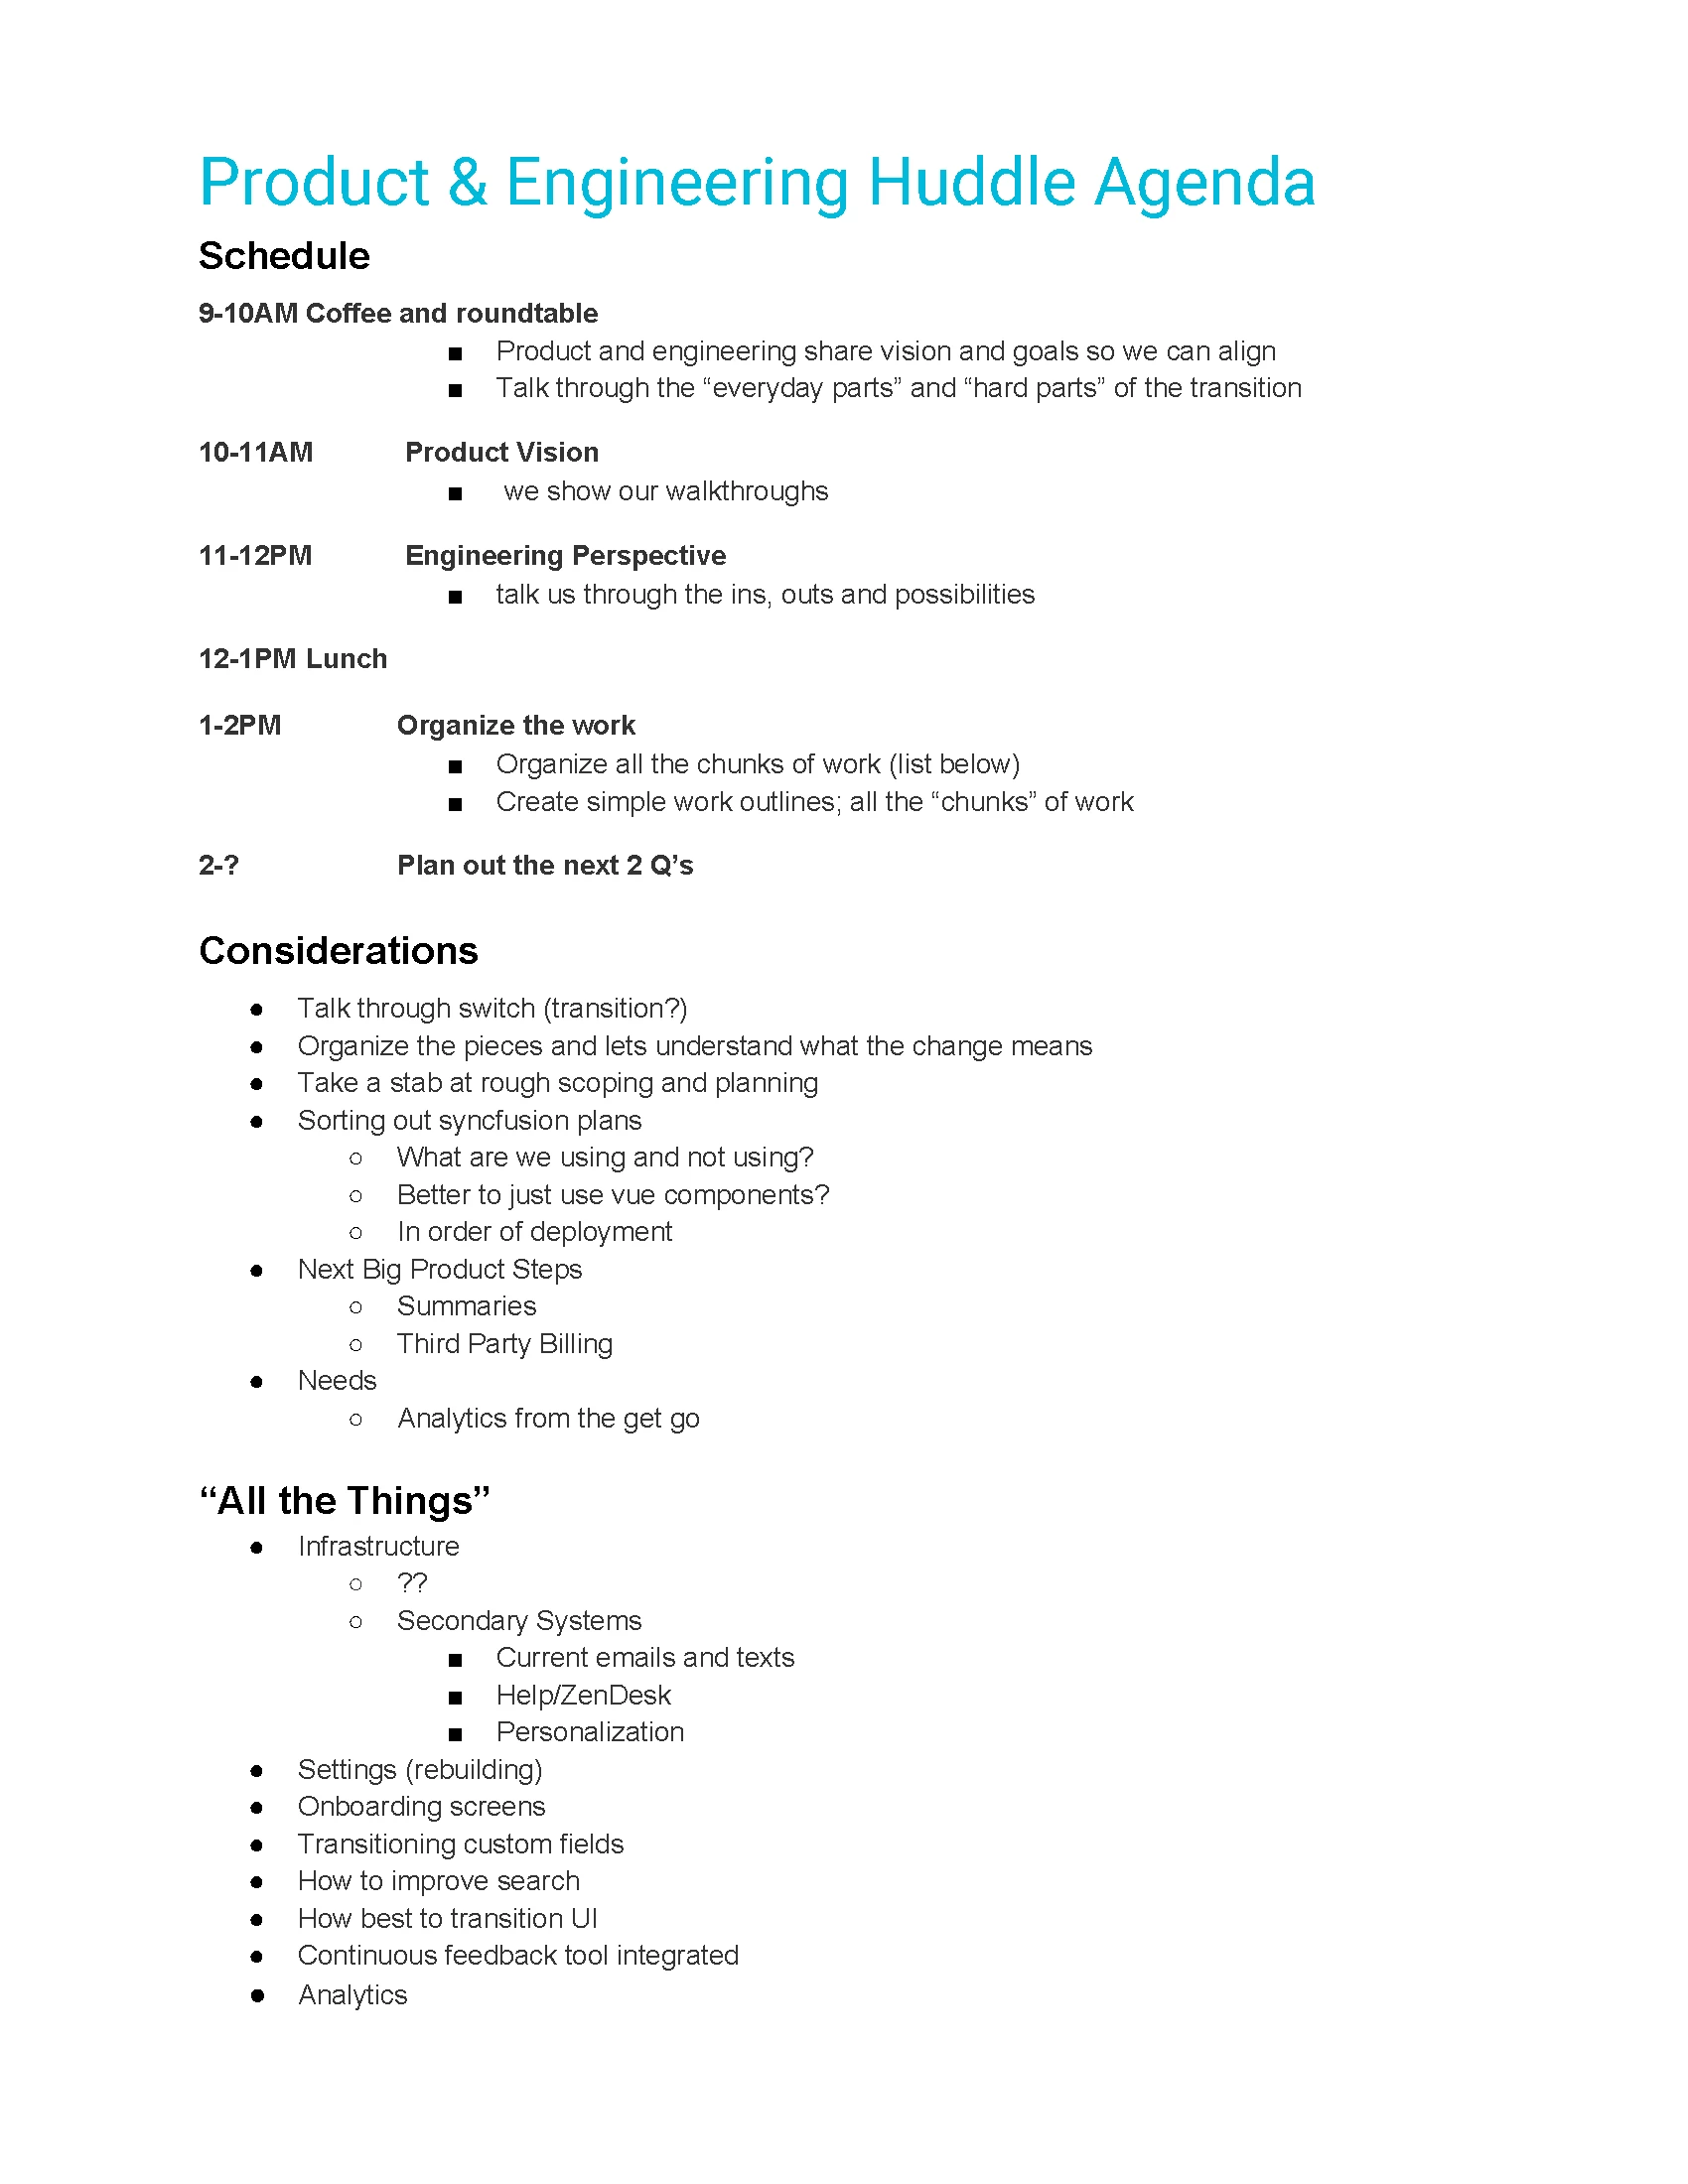 Product & Engineering Huddle Agenda
Schedule
9-10AM Coffee and roundtable
■ Product and engineering share vision and goals so we can align
■ Talk through the “everyday parts” and “hard parts” of the transition
10-11AM Product Vision
■ we show our walkthroughs
11-12PM Engineering Perspective
■ talk us through the ins, outs and possibilities
12-1PM Lunch
1-2PM Organize the work
■ Organize all the chunks of work (list below)
■ Create simple work outlines; all the “chunks” of work
2-? Plan out the next 2 Q’s
Considerations
● Talk through switch (transition?)
● Organize the pieces and lets understand what the change means
● Take a stab at rough scoping and planning
● Sorting out syncfusion plans
○ What are we using and not using?
○ Better to just use vue components?
○ In order of deployment
● Next Big Product Steps
○ Summaries
○ Third Party Billing
● Needs
○ Analytics from the get go
“All the Things”
● Infrastructure
○ ??
○ Secondary Systems
■ Current emails and texts
■ Help/ZenDesk
■ Personalization
● Settings (rebuilding)
● Onboarding screens
● Transitioning custom fields
● How to improve search
● How best to transition UI
● Continuous feedback tool integrated
● Analytics